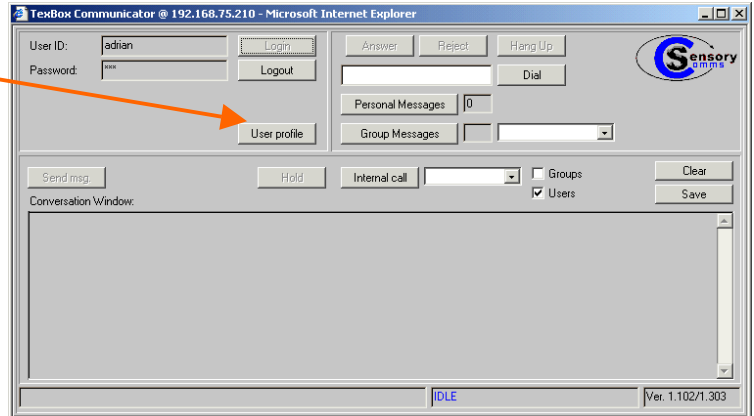 TexBox Communicator @ 192.168.75.210 - Microsoft Internet Explorer
User ID: adrian Login Answer Reject Hang Up
Password: *** Logout Dial
Sensory Comms
Personal Messages 0
User profile Group Messages
Send msg. Hold Internal call Groups Clear
Users Save
Conversation Window:
IDLE Ver. 1.102/1.303